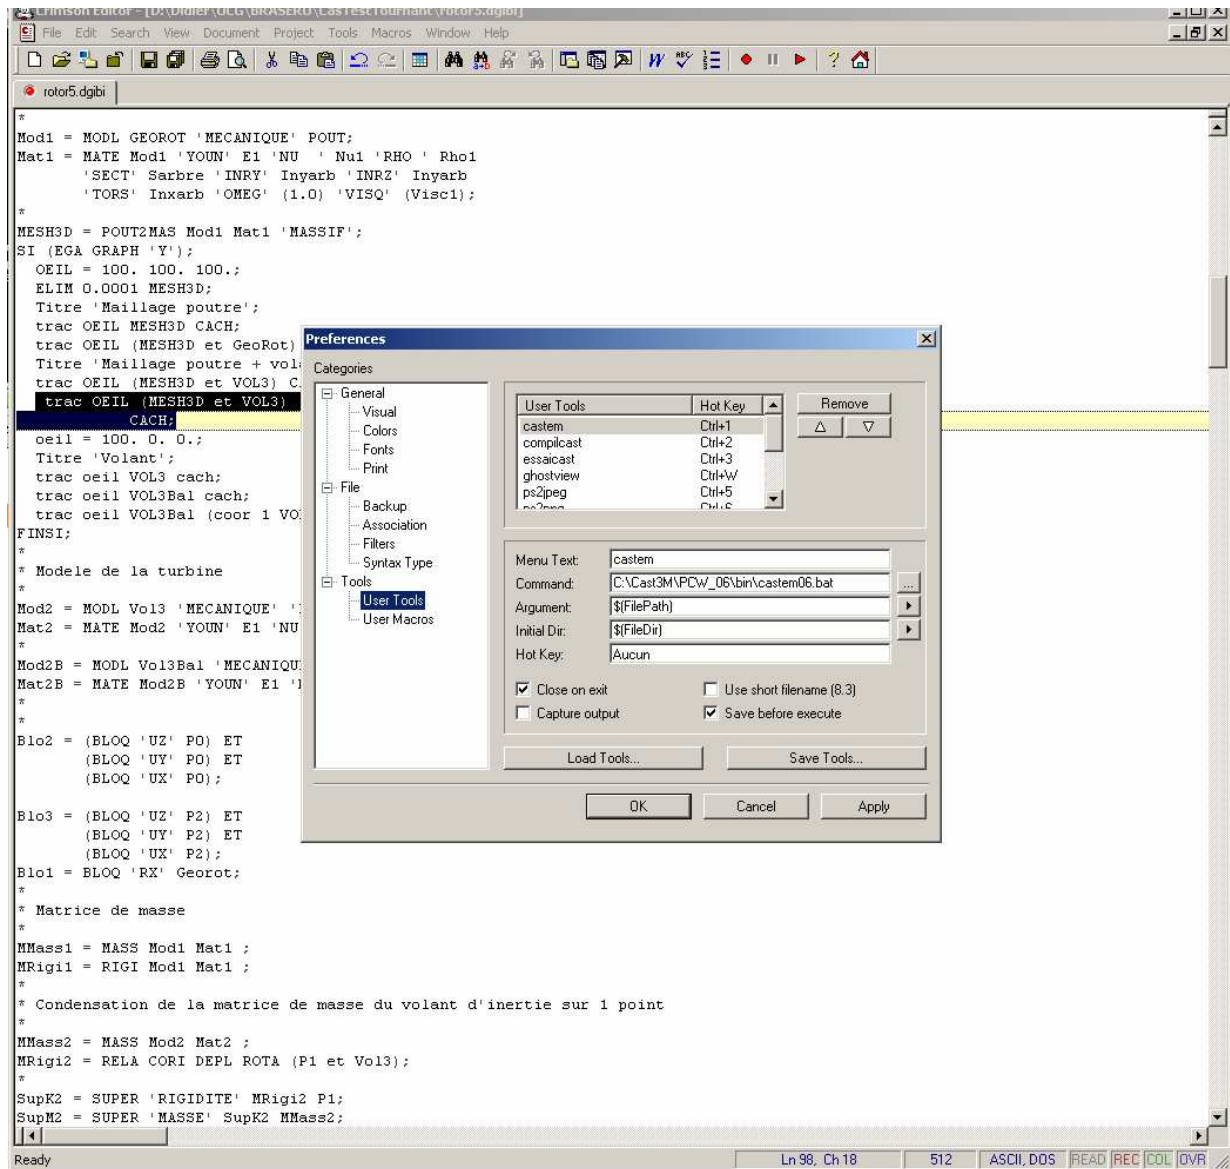 Crimson Editor - [D:\Didier\UCG\BRASERO\CasTestTournant\rotor5.dgibi]
File Edit Search View Document Project Tools Macros Window Help
rotor5.dgibi
*
Mod1 = MODL GEOROT 'MECANIQUE' POUT;
Mat1 = MATE Mod1 'YOUN' E1 'NU  ' Nu1 'RHO ' Rho1
'SECT' Sarbre 'INRY' Inyarb 'INRZ' Inyarb
'TORS' Inxarb 'OMEG' (1.0) 'VISQ' (Visc1);
*
MESH3D = POUT2MAS Mod1 Mat1 'MASSIF';
SI (EGA GRAPH 'Y');
OEIL = 100. 100. 100.;
ELIM 0.0001 MESH3D;
Titre 'Maillage poutre';
trac OEIL MESH3D CACH;
trac OEIL (MESH3D et GeoRot)
Titre 'Maillage poutre + vol
trac OEIL (MESH3D et VOL3) C
trac OEIL (MESH3D et VOL3)
CACH;
oeil = 100. 0. 0.;
Titre 'Volant';
trac oeil VOL3 cach;
trac oeil VOL3Bal cach;
trac oeil VOL3Bal (coor 1 VO
FINSI;
*
* Modele de la turbine
*
Mod2 = MODL Vol3 'MECANIQUE' '
Mat2 = MATE Mod2 'YOUN' E1 'NU
*
Mod2B = MODL Vol3Bal 'MECANIQU
Mat2B = MATE Mod2B 'YOUN' E1 '
*
*
Blo2 = (BLOQ 'UZ' P0) ET
(BLOQ 'UY' P0) ET
(BLOQ 'UX' P0);
Blo3 = (BLOQ 'UZ' P2) ET
(BLOQ 'UY' P2) ET
(BLOQ 'UX' P2);
Blo1 = BLOQ 'RX' Georot;
*
* Matrice de masse
*
MMass1 = MASS Mod1 Mat1 ;
MRigi1 = RIGI Mod1 Mat1 ;
*
* Condensation de la matrice de masse du volant d'inertie sur 1 point
*
MMass2 = MASS Mod2 Mat2 ;
MRigi2 = RELA CORI DEPL ROTA (P1 et Vol3);
*
SupK2 = SUPER 'RIGIDITE' MRigi2 P1;
SupM2 = SUPER 'MASSE' SupK2 MMass2;
Preferences
Categories
General
Visual
Colors
Fonts
Print
File
Backup
Association
Filters
Syntax Type
Tools
User Tools
User Macros
User Tools Hot Key
castem Ctrl+1
compilcast Ctrl+2
essaicast Ctrl+3
ghostview Ctrl+W
ps2jpeg Ctrl+5
ps2png Ctrl+6
Remove
Menu Text: castem
Command: C:\Cast3M\PCW_06\bin\castem06.bat ...
Argument: $(FilePath)
Initial Dir: $(FileDir)
Hot Key: Aucun
Close on exit Use short filename (8.3)
Capture output Save before execute
Load Tools... Save Tools...
OK Cancel Apply
Ready Ln 98, Ch 18 512 ASCII, DOS READ REC COL OVR